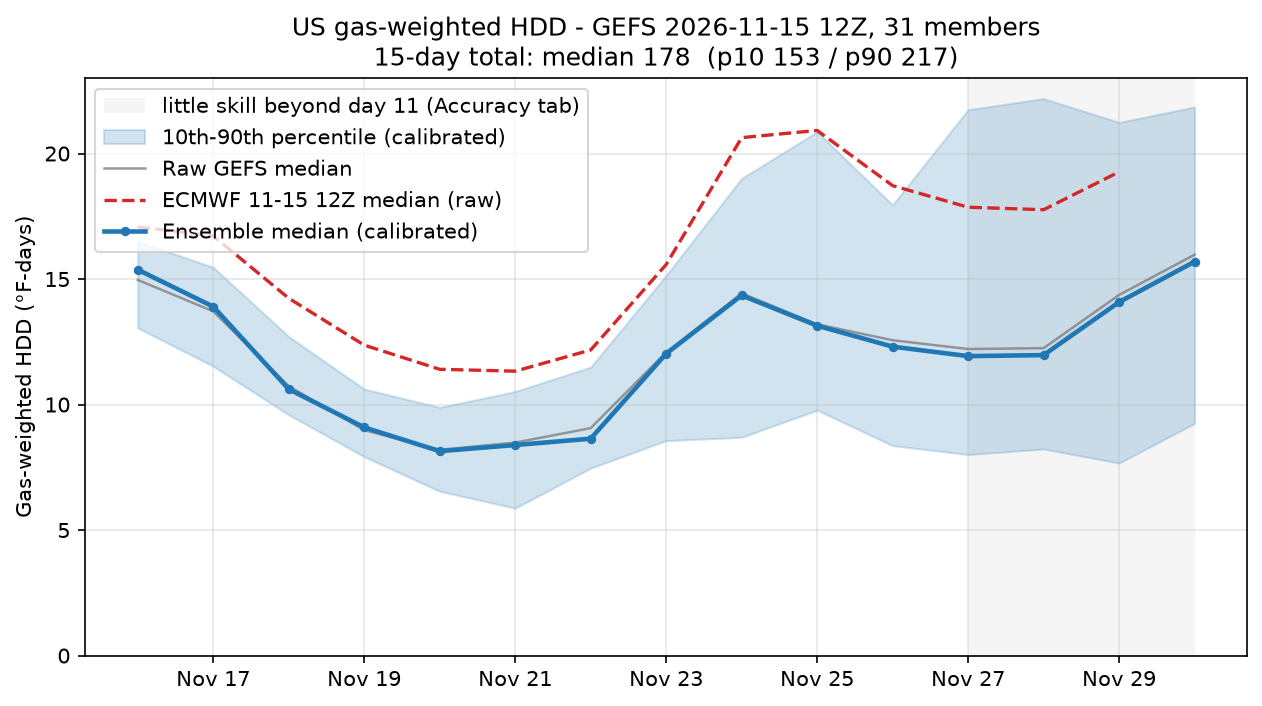 US gas-weighted HDD - GEFS 2026-11-15 12Z, 31 members
15-day total: median 178  (p10 153 / p90 217)
little skill beyond day 11 (Accuracy tab)
10th-90th percentile (calibrated)
Raw GEFS median
ECMWF 11-15 12Z median (raw)
Ensemble median (calibrated)
Gas-weighted HDD (°F-days)
20
15
10
5
0
Nov 17
Nov 19
Nov 21
Nov 23
Nov 25
Nov 27
Nov 29